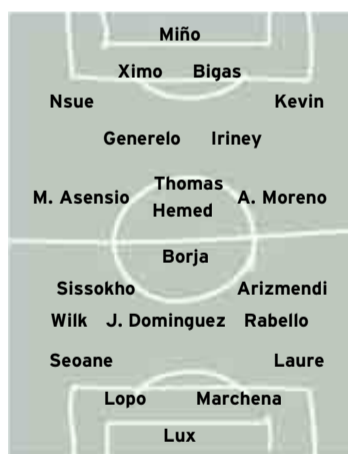 Miño
Ximo Bigas
Nsue Kevin
Generelo Iriney
Thomas
M. Asensio A. Moreno
Hemed
Borja
Sissokho Arizmendi
Wilk J. Dominguez Rabello
Seoane Laure
Lopo Marchena
Lux